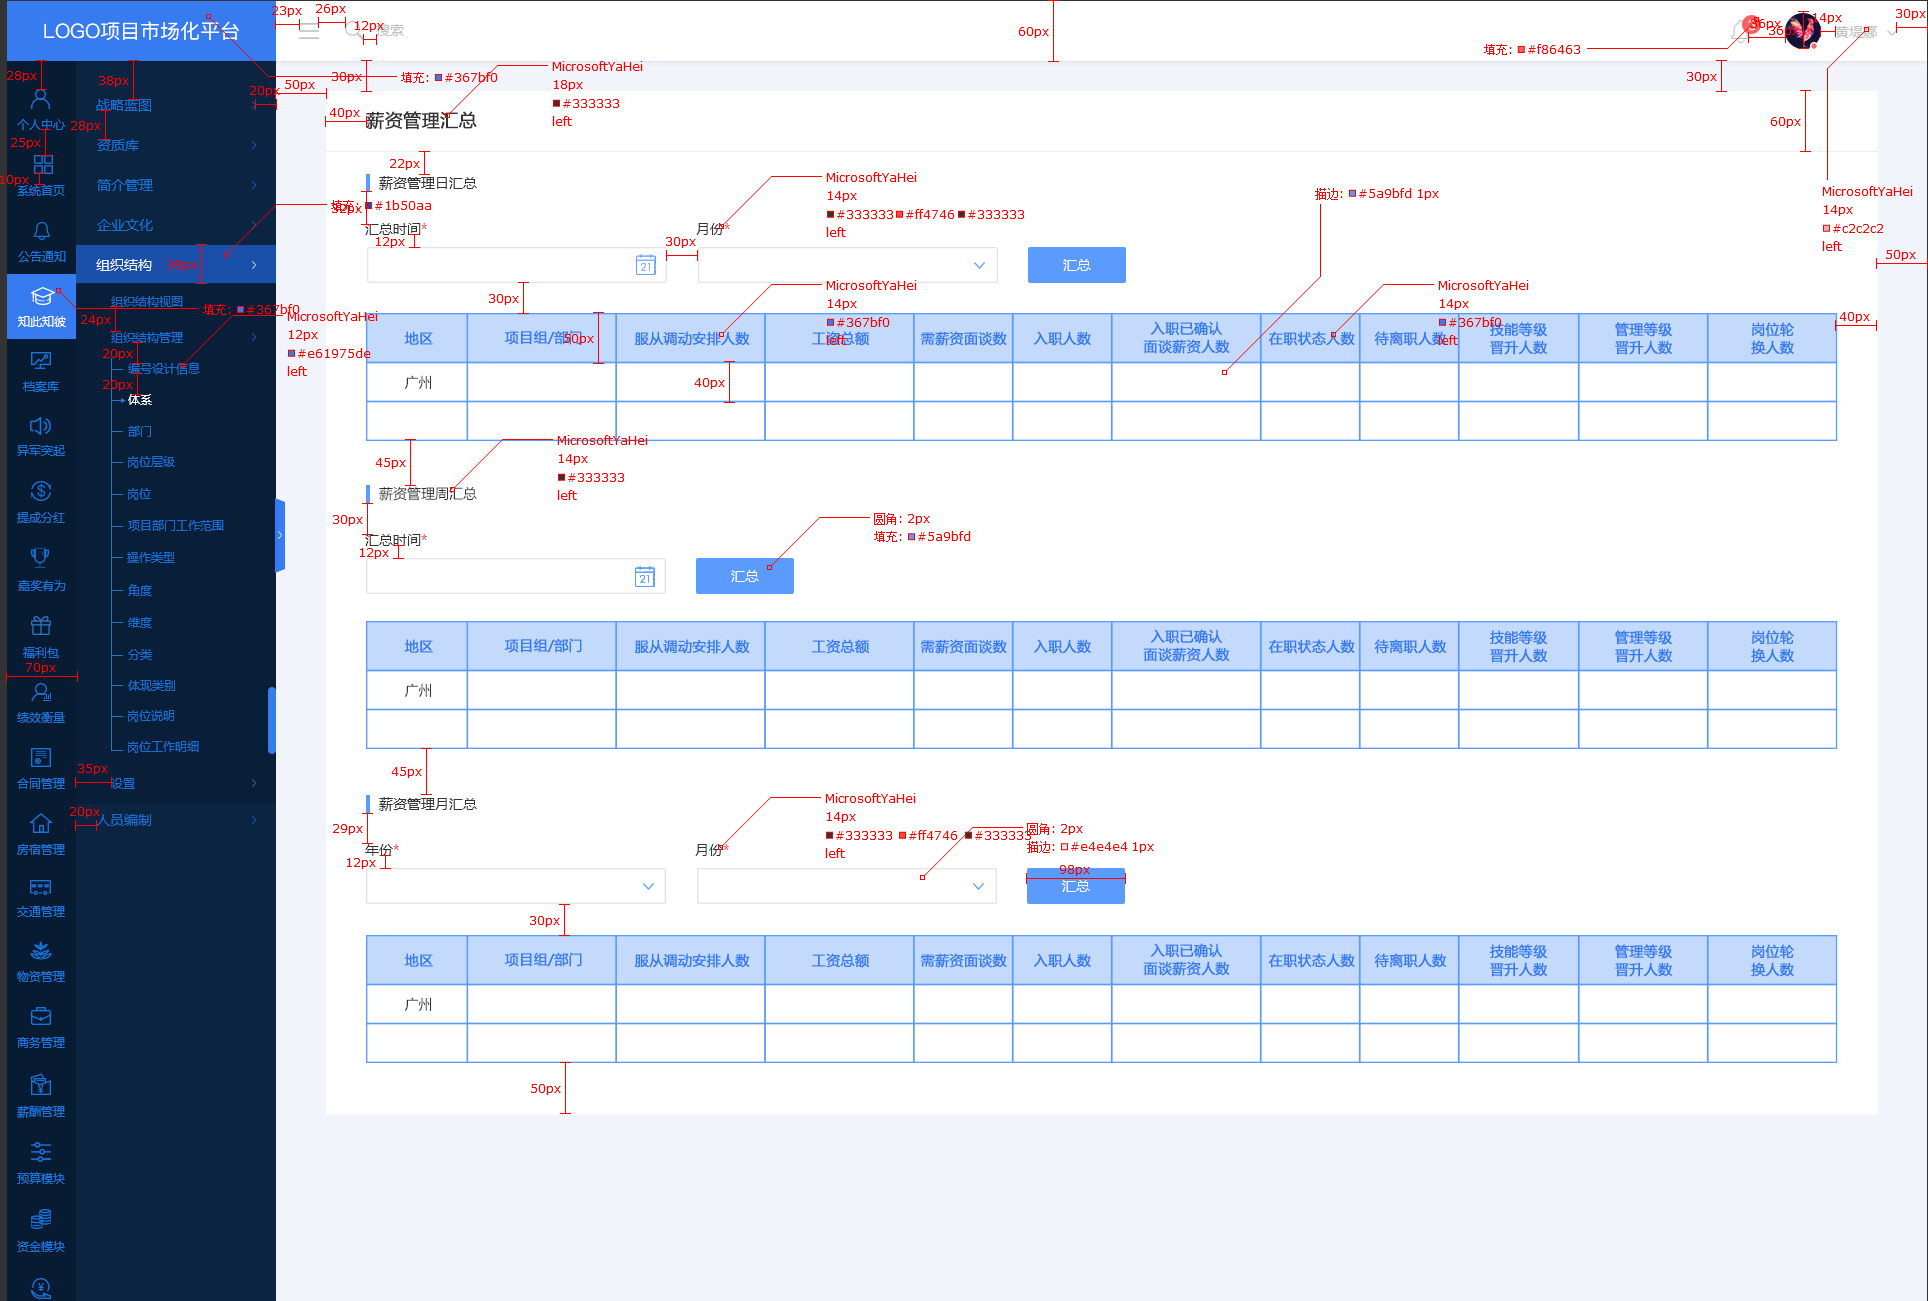 LOGO项目市场化平台
23px
26px
12px
搜索
60px
填充: #f86463
36px
36px
14px
黄堤娜
30px
28px
38px
20px
50px
30px
填充: #367bf0
MicrosoftYaHei
18px
#333333
left
30px
60px
战略蓝图
个人中心
28px
25px
资质库
10px
系统首页
简介管理
企业文化
公告通知
组织结构
38px
组织结构视图
知此知彼
24px
填充: #367bf0
组织结构管理
20px
编号设计信息
20px
体系
档案库
部门
异军突起
岗位层级
岗位
提成分红
项目部门工作范围
操作类型
嘉奖有为
角度
维度
福利包
分类
70px
体现类别
绩效衡量
岗位说明
岗位工作明细
合同管理
35px
设置
20px
人员编制
房宿管理
交通管理
物资管理
商务管理
薪酬管理
预算模块
资金模块
MicrosoftYaHei
12px
#e61975de
left
40px
薪资管理汇总
22px
薪资管理日汇总
填充: #1b50aa
32px
汇总时间*
12px
30px
月份*
MicrosoftYaHei
14px
#333333 #ff4746 #333333
left
描边: #5a9bfd 1px
MicrosoftYaHei
14px
#c2c2c2
left
50px
21
汇总
30px
MicrosoftYaHei
14px
#367bf0
left
MicrosoftYaHei
14px
#367bf0
left
40px
50px
地区 项目组/部门 服从调动安排人数 工资总额 需薪资面谈数 入职人数 入职已确认面谈薪资人数 在职状态人数 待离职人数 技能等级晋升人数 管理等级晋升人数 岗位轮换人数
广州
40px
45px
MicrosoftYaHei
14px
#333333
left
薪资管理周汇总
30px
汇总时间*
12px
圆角: 2px
填充: #5a9bfd
21
汇总
地区 项目组/部门 服从调动安排人数 工资总额 需薪资面谈数 入职人数 入职已确认面谈薪资人数 在职状态人数 待离职人数 技能等级晋升人数 管理等级晋升人数 岗位轮换人数
广州
45px
薪资管理月汇总
29px
年份*
12px
月份*
MicrosoftYaHei
14px
#333333 #ff4746 #333333
left
圆角: 2px
描边: #e4e4e4 1px
98px
汇总
30px
地区 项目组/部门 服从调动安排人数 工资总额 需薪资面谈数 入职人数 入职已确认面谈薪资人数 在职状态人数 待离职人数 技能等级晋升人数 管理等级晋升人数 岗位轮换人数
广州
50px